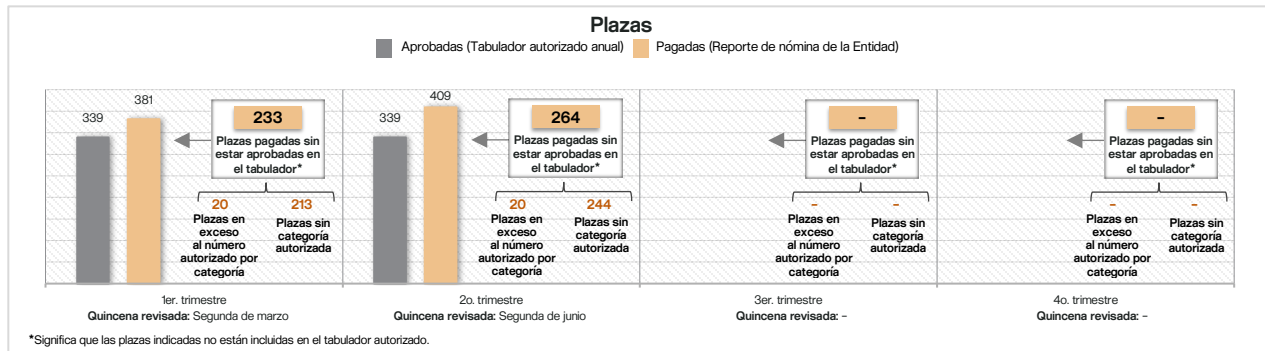 Plazas
Aprobadas (Tabulador autorizado anual)
Pagadas (Reporte de nómina de la Entidad)
339
381
233
Plazas pagadas sin
estar aprobadas en
el tabulador*
20
Plazas en
exceso
al número
autorizado por
categoría
213
Plazas sin
categoría
autorizada
1er. trimestre
Quincena revisada: Segunda de marzo
339
409
264
Plazas pagadas sin
estar aprobadas en
el tabulador*
20
Plazas en
exceso
al número
autorizado por
categoría
244
Plazas sin
categoría
autorizada
2o. trimestre
Quincena revisada: Segunda de junio
-
Plazas pagadas sin
estar aprobadas en
el tabulador*
-
Plazas en
exceso
al número
autorizado por
categoría
-
Plazas sin
categoría
autorizada
3er. trimestre
Quincena revisada: -
-
Plazas pagadas sin
estar aprobadas en
el tabulador*
-
Plazas en
exceso
al número
autorizado por
categoría
-
Plazas sin
categoría
autorizada
4o. trimestre
Quincena revisada: -
*Significa que las plazas indicadas no están incluidas en el tabulador autorizado.